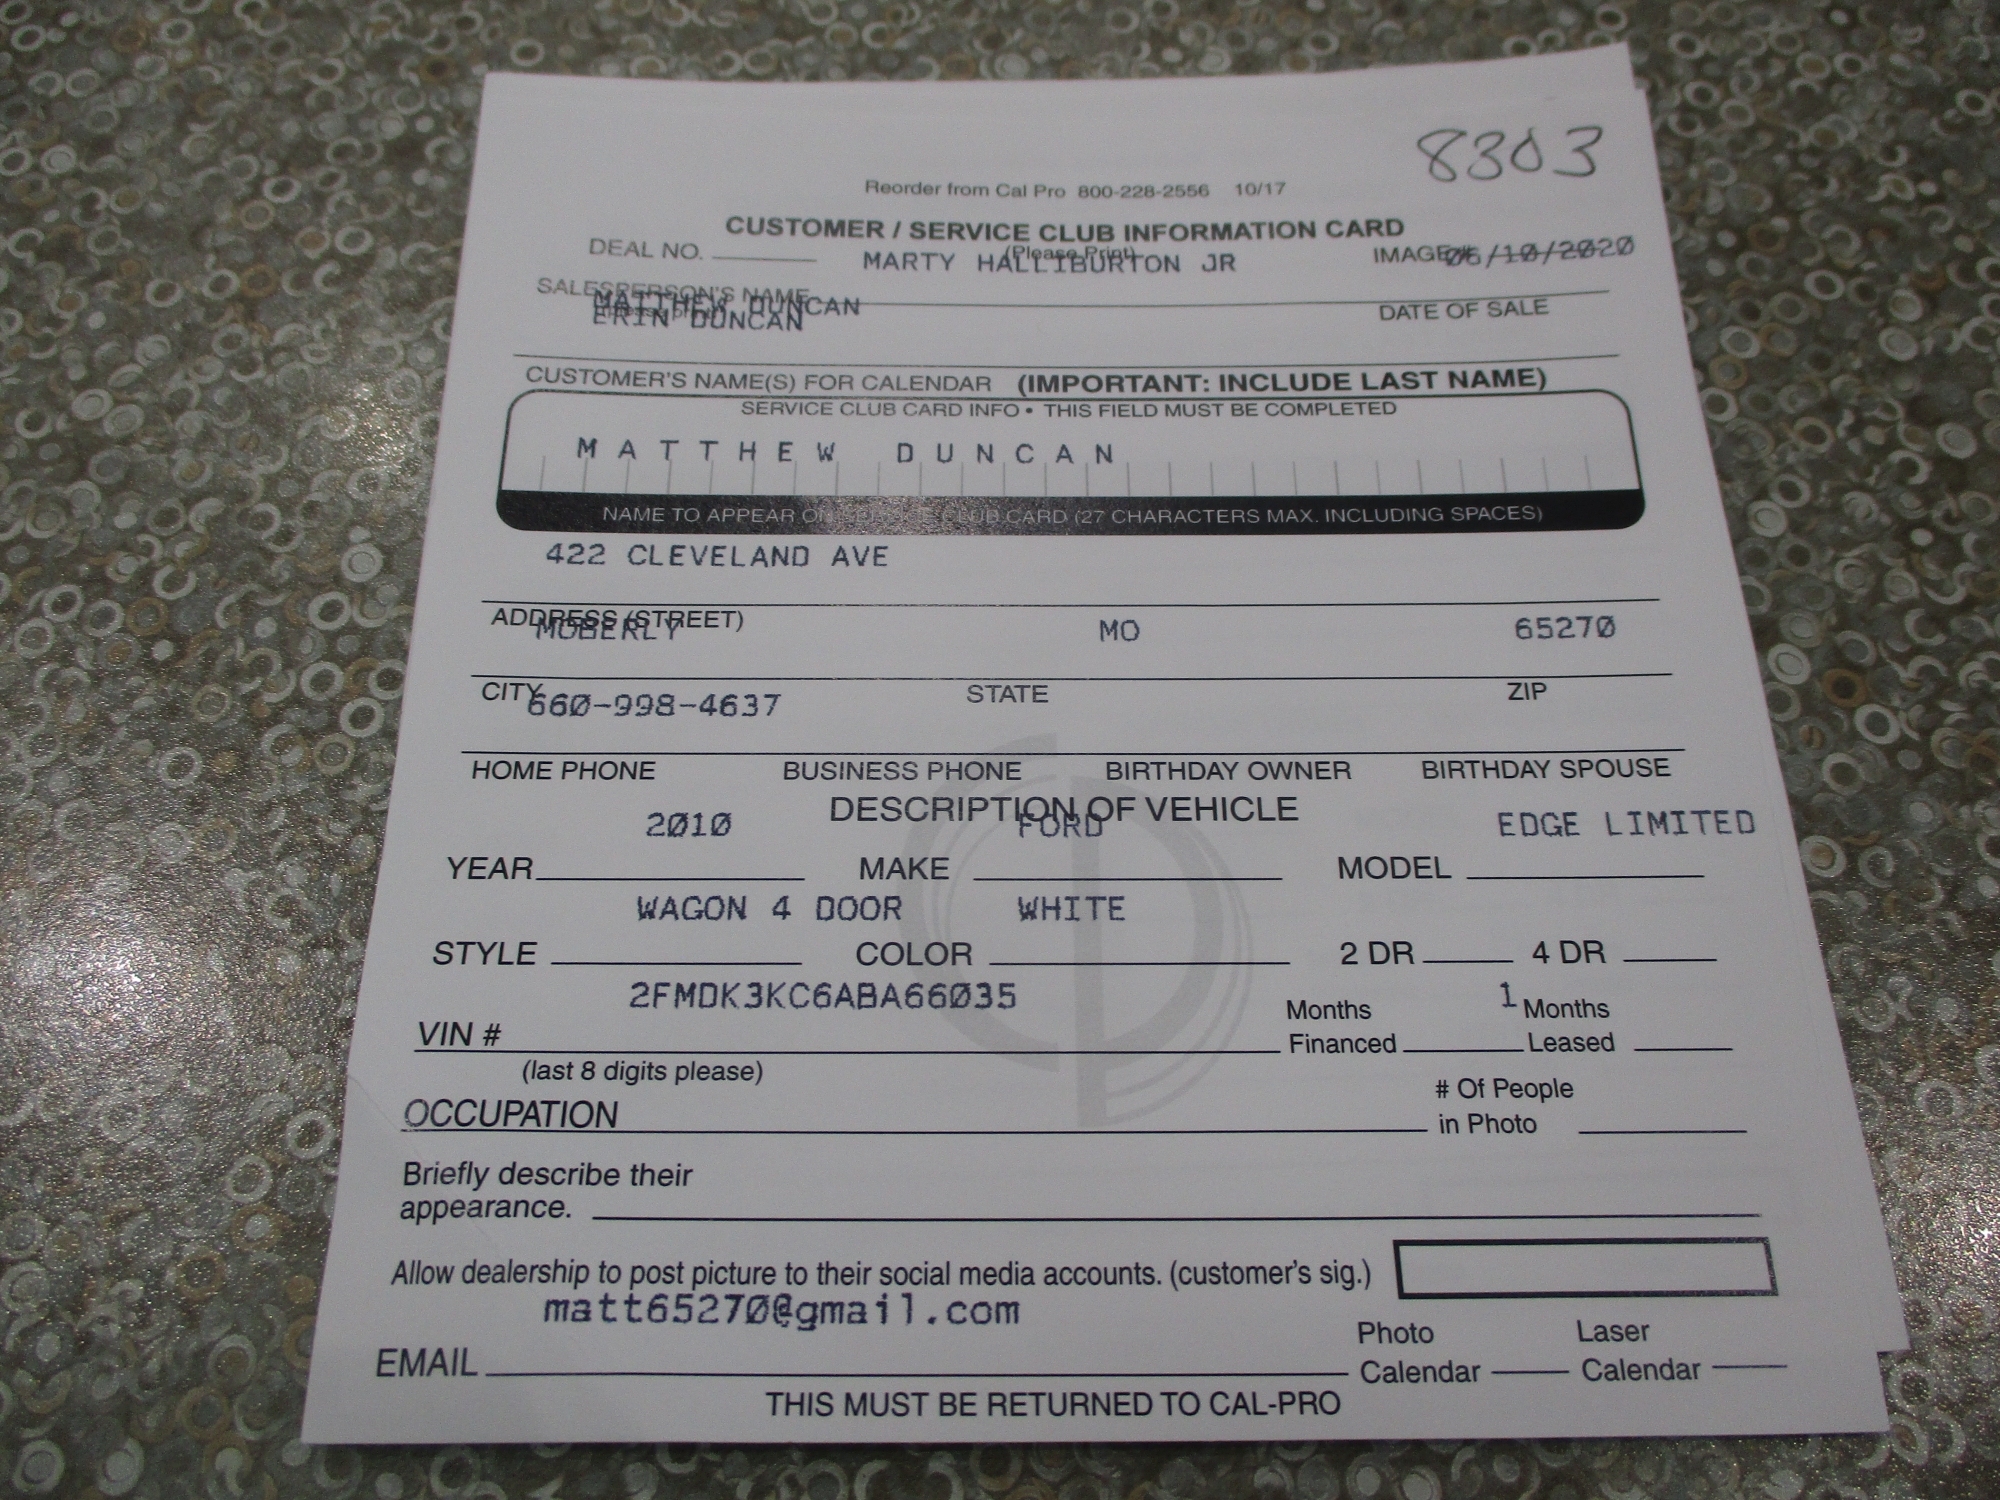 8303
Reorder from Cal Pro 800-228-2556 10/17
CUSTOMER / SERVICE CLUB INFORMATION CARD
(Please Print)
DEAL NO. MARTY HALLIBURTON JR IMAGE# 06/10/2020
SALESPERSON'S NAME
MATTHEW DUNCAN
(please print)
ERIN DUNCAN DATE OF SALE
CUSTOMER'S NAME(S) FOR CALENDAR (IMPORTANT: INCLUDE LAST NAME)
SERVICE CLUB CARD INFO • THIS FIELD MUST BE COMPLETED
MATTHEW DUNCAN
NAME TO APPEAR ON SERVICE CLUB CARD (27 CHARACTERS MAX. INCLUDING SPACES)
422 CLEVELAND AVE
ADDRESS (STREET)
MOBERLY MO 65270
CITY STATE ZIP
660-998-4637
HOME PHONE BUSINESS PHONE BIRTHDAY OWNER BIRTHDAY SPOUSE
DESCRIPTION OF VEHICLE
2010 FORD EDGE LIMITED
YEAR MAKE MODEL
WAGON 4 DOOR WHITE
STYLE COLOR 2 DR 4 DR
2FMDK3KC6ABA66035 1
VIN # Months Financed Months Leased
(last 8 digits please)
OCCUPATION # Of People in Photo
Briefly describe their
appearance.
Allow dealership to post picture to their social media accounts. (customer's sig.)
matt65270@gmail.com
EMAIL Photo Calendar Laser Calendar
THIS MUST BE RETURNED TO CAL-PRO